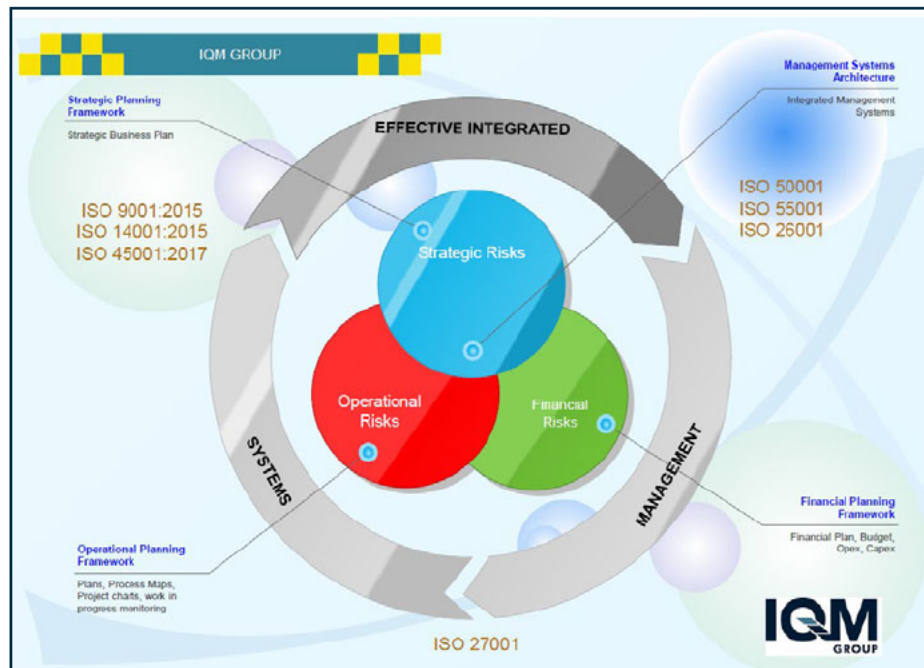 IQM GROUP
Strategic Planning
Framework
Strategic Business Plan
Management Systems
Architecture
Integrated Management
Systems
EFFECTIVE INTEGRATED
ISO 9001:2015
ISO 14001:2015
ISO 45001:2017
ISO 50001
ISO 55001
ISO 26001
Strategic Risks
Operational
Risks
Financial
Risks
SYSTEMS
MANAGEMENT
Operational Planning
Framework
Plans, Process Maps,
Project charts, work in
progress monitoring
Financial Planning
Framework
Financial Plan, Budget,
Opex, Capex
ISO 27001
IQM
GROUP